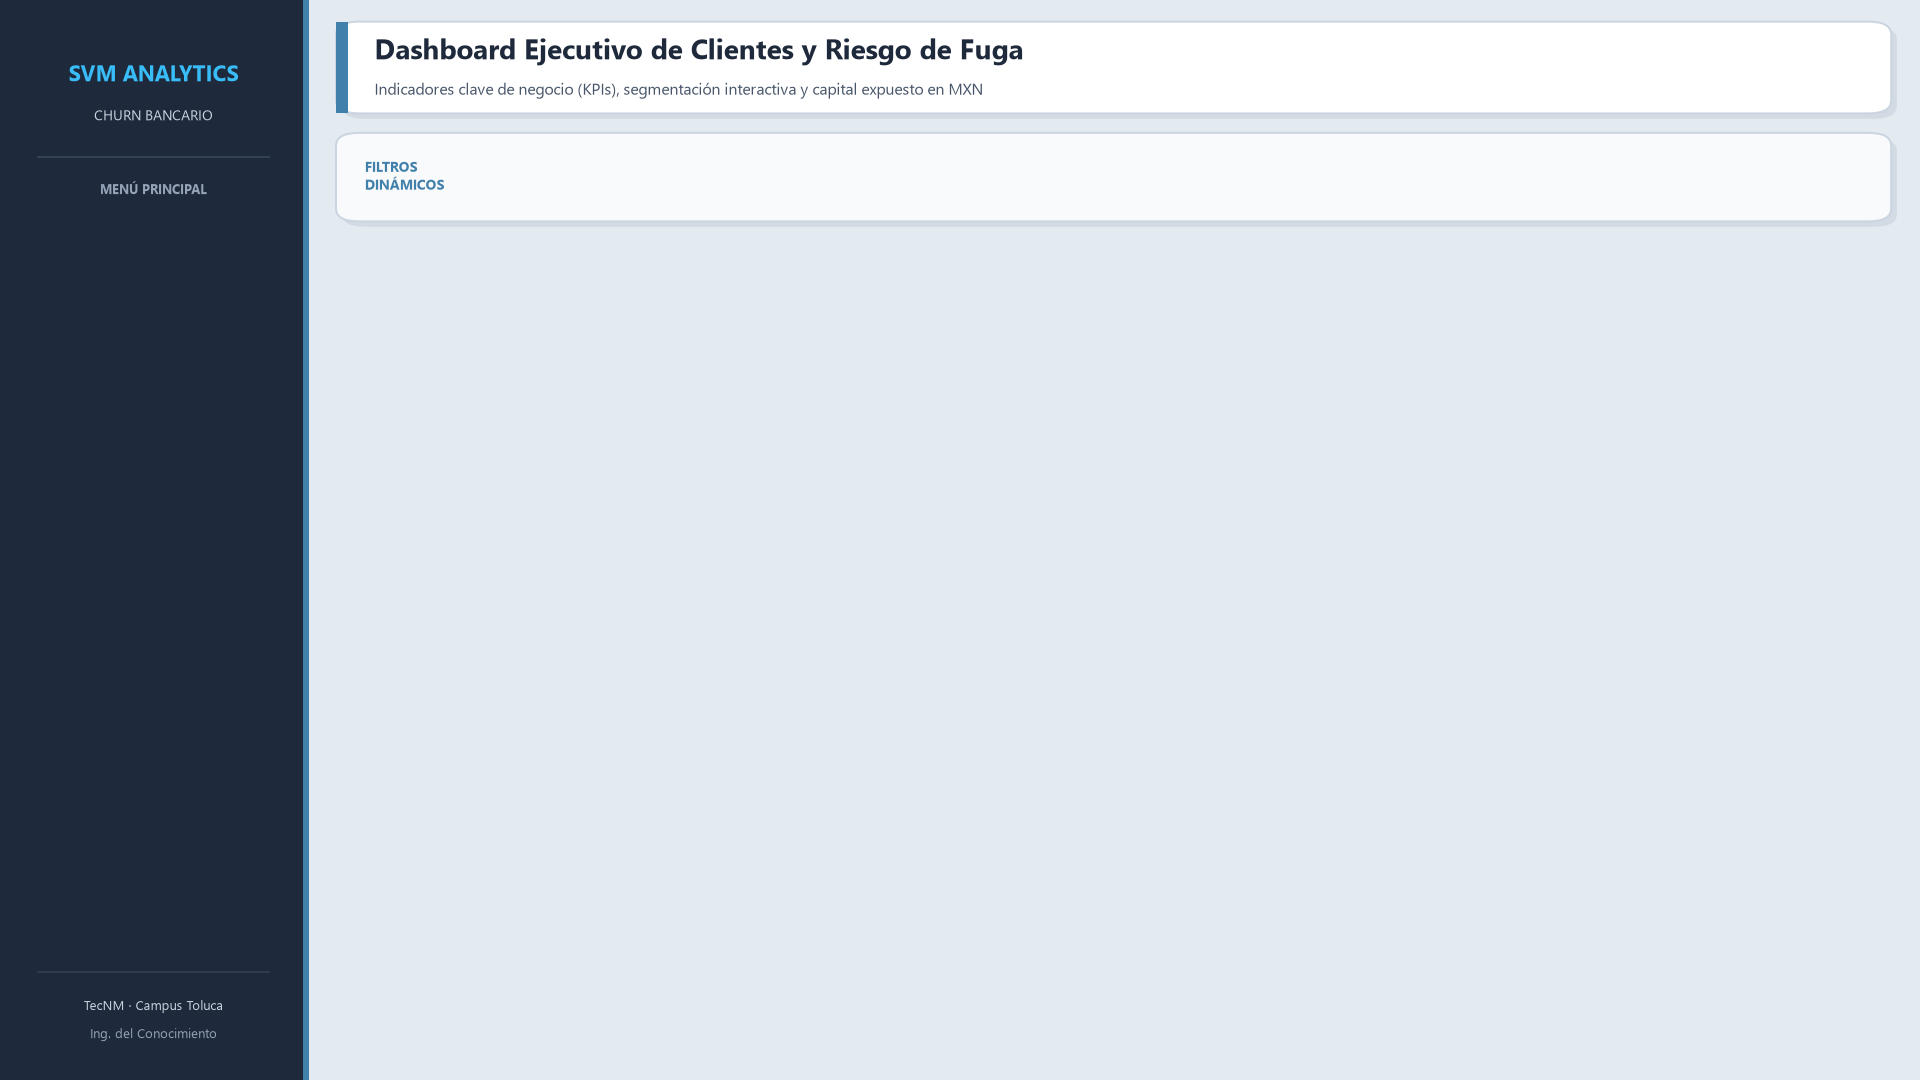 SVM ANALYTICS
CHURN BANCARIO
MENÚ PRINCIPAL
TecNM · Campus Toluca
Ing. del Conocimiento
Dashboard Ejecutivo de Clientes y Riesgo de Fuga
Indicadores clave de negocio (KPIs), segmentación interactiva y capital expuesto en MXN
FILTROS
DINÁMICOS